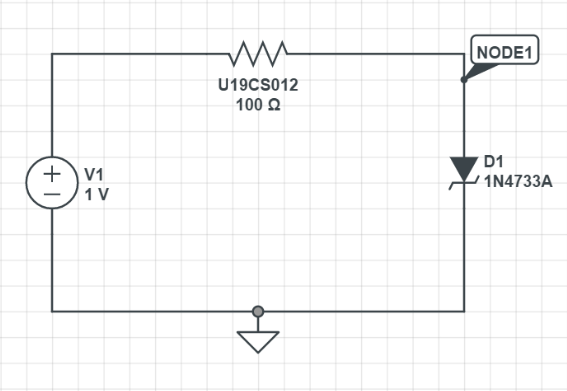 NODE1
U19CS012
100 Ω
V1
1 V
D1
1N4733A